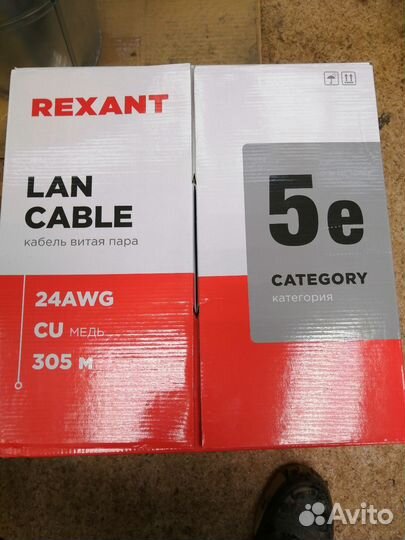 REXANT
LAN
CABLE
кабель витая пара
24AWG
CU МЕДЬ
305 м
5e
CATEGORY
категория
Avito